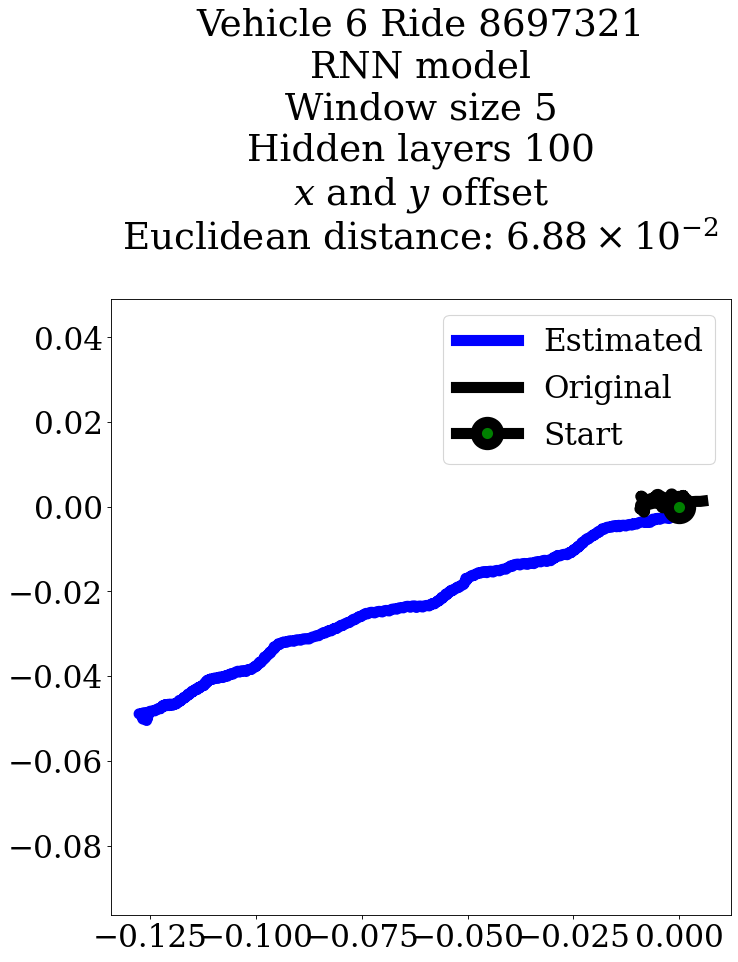 Vehicle 6 Ride 8697321
RNN model
Window size 5
Hidden layers 100
x and y offset
Euclidean distance: 6.88 × 10⁻²
Estimated
Original
Start
0.04
0.02
0.00
−0.02
−0.04
−0.06
−0.08
−0.125 −0.100 −0.075 −0.050 −0.025 0.000